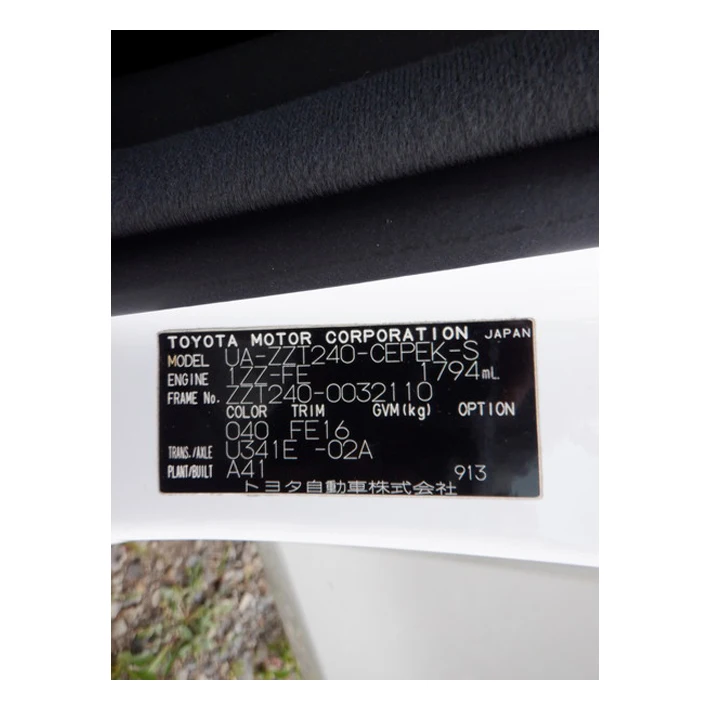 TOYOTA MOTOR CORPORATION JAPAN
MODEL UA-ZZT240-CEPEK-S
ENGINE 1ZZ-FE 1794mL
FRAME No. ZZT240-0032110
COLOR TRIM GVM(kg) OPTION
040 FE16
TRANS./AXLE U341E -02A
PLANT/BUILT A41 913
トヨタ自動車株式会社